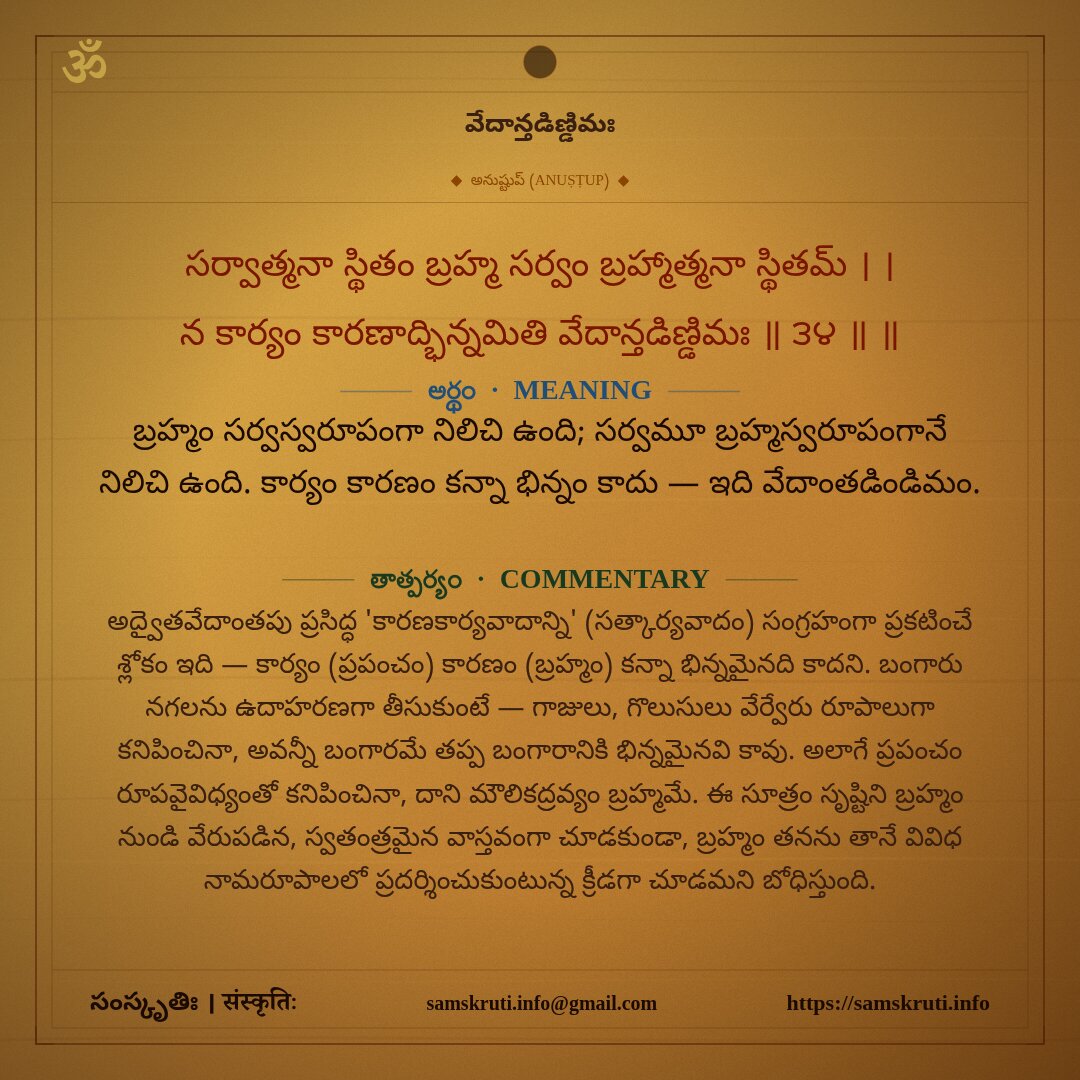 ॐ
వేదాన్తడిణ్డిమః
◆ అనుష్టుప్ (ANUṢṬUP) ◆
సర్వాత్మనా స్థితం బ్రహ్మ సర్వం బ్రహ్మాత్మనా స్థితమ్ । ।
న కార్యం కారణాద్భిన్నమితి వేదాన్తడిణ్డిమః ॥ ౩౪ ॥ ॥
అర్థం · MEANING
బ్రహ్మం సర్వస్వరూపంగా నిలిచి ఉంది; సర్వమూ బ్రహ్మస్వరూపంగానే
నిలిచి ఉంది. కార్యం కారణం కన్నా భిన్నం కాదు — ఇది వేదాంతడిండిమం.
తాత్పర్యం · COMMENTARY
అద్వైతవేదాంతపు ప్రసిద్ధ 'కారణకార్యవాదాన్ని' (సత్కార్యవాదం) సంగ్రహంగా ప్రకటించే
శ్లోకం ఇది — కార్యం (ప్రపంచం) కారణం (బ్రహ్మం) కన్నా భిన్నమైనది కాదని. బంగారు
నగలను ఉదాహరణగా తీసుకుంటే — గాజులు, గొలుసులు వేర్వేరు రూపాలుగా
కనిపించినా, అవన్నీ బంగారమే తప్ప బంగారానికి భిన్నమైనవి కావు. అలాగే ప్రపంచం
రూపవైవిధ్యంతో కనిపించినా, దాని మౌలికద్రవ్యం బ్రహ్మమే. ఈ సూత్రం సృష్టిని బ్రహ్మం
నుండి వేరుపడిన, స్వతంత్రమైన వాస్తవంగా చూడకుండా, బ్రహ్మం తనను తానే వివిధ
నామరూపాలలో ప్రదర్శించుకుంటున్న క్రీడగా చూడమని బోధిస్తుంది.
సంస్కృతిః | संस्कृतिः samskruti.info@gmail.com https://samskruti.info